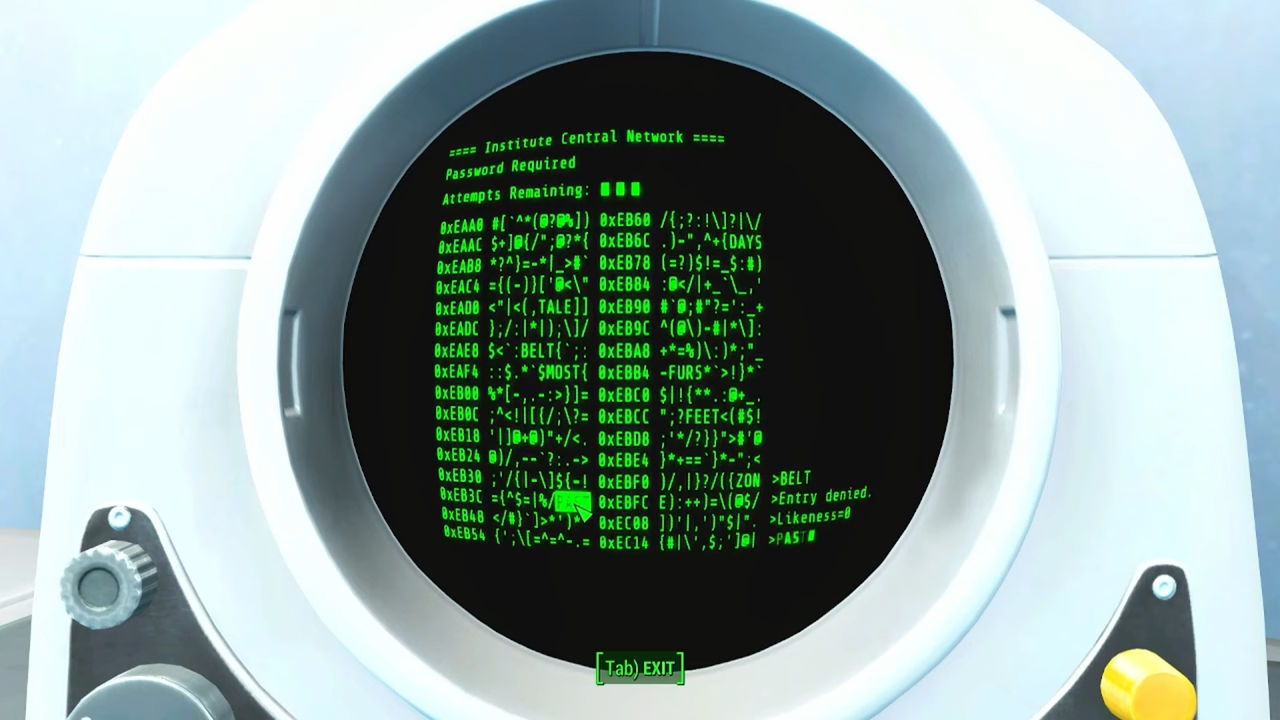 ==== Institute Central Network ====
Password Required
Attempts Remaining:
0xEAA0 #[`^*(@?@%]) 0xEB60 /{;?:!\]?|\/
0xEAAC $+]@{/";@?*{ 0xEB6C .)-",^+{DAYS
0xEAB8 *?^}=-*|_>#` 0xEB78 (=?)$!=_$:#)
0xEAC4 ={(-)}['@<\" 0xEB84 :@</|+_`\_,'
0xEAD0 <"|<(,TALE]] 0xEB90 #`@;#"?=':_+
0xEADC };/:|*|);\]/ 0xEB9C ^(@\)-#|*\]:
0xEAE8 $<`:BELT{`;: 0xEBA8 +*=%)\:)*;"_
0xEAF4 ::$.*`$MOST{ 0xEBB4 -FURS*`>!}*`
0xEB00 %*[-,.-:>}]= 0xEBC0 $|!{**.:@+_.
0xEB0C ;^<!|[{/;\?= 0xEBCC ";?FEET<(#$!
0xEB18 '|]@+@)"+/<. 0xEBD8 ;'*/?}}">#'@
0xEB24 @)/,--`?:.-> 0xEBE4 }*+==`}*-";<
0xEB30 ;'/{|-\]${-! 0xEBF0 )/,|}?/({ZON >BELT
0xEB3C ={^$=|%/ 0xEBFC E):++)=\(@$/ >Entry denied.
0xEB48 </#}`]>*')* 0xEC08 ])'|,')"$|". >Likeness=0
0xEB54 {';\[=^=^-.= 0xEC14 {#|\',$;']@| >PAST
[Tab) EXIT]